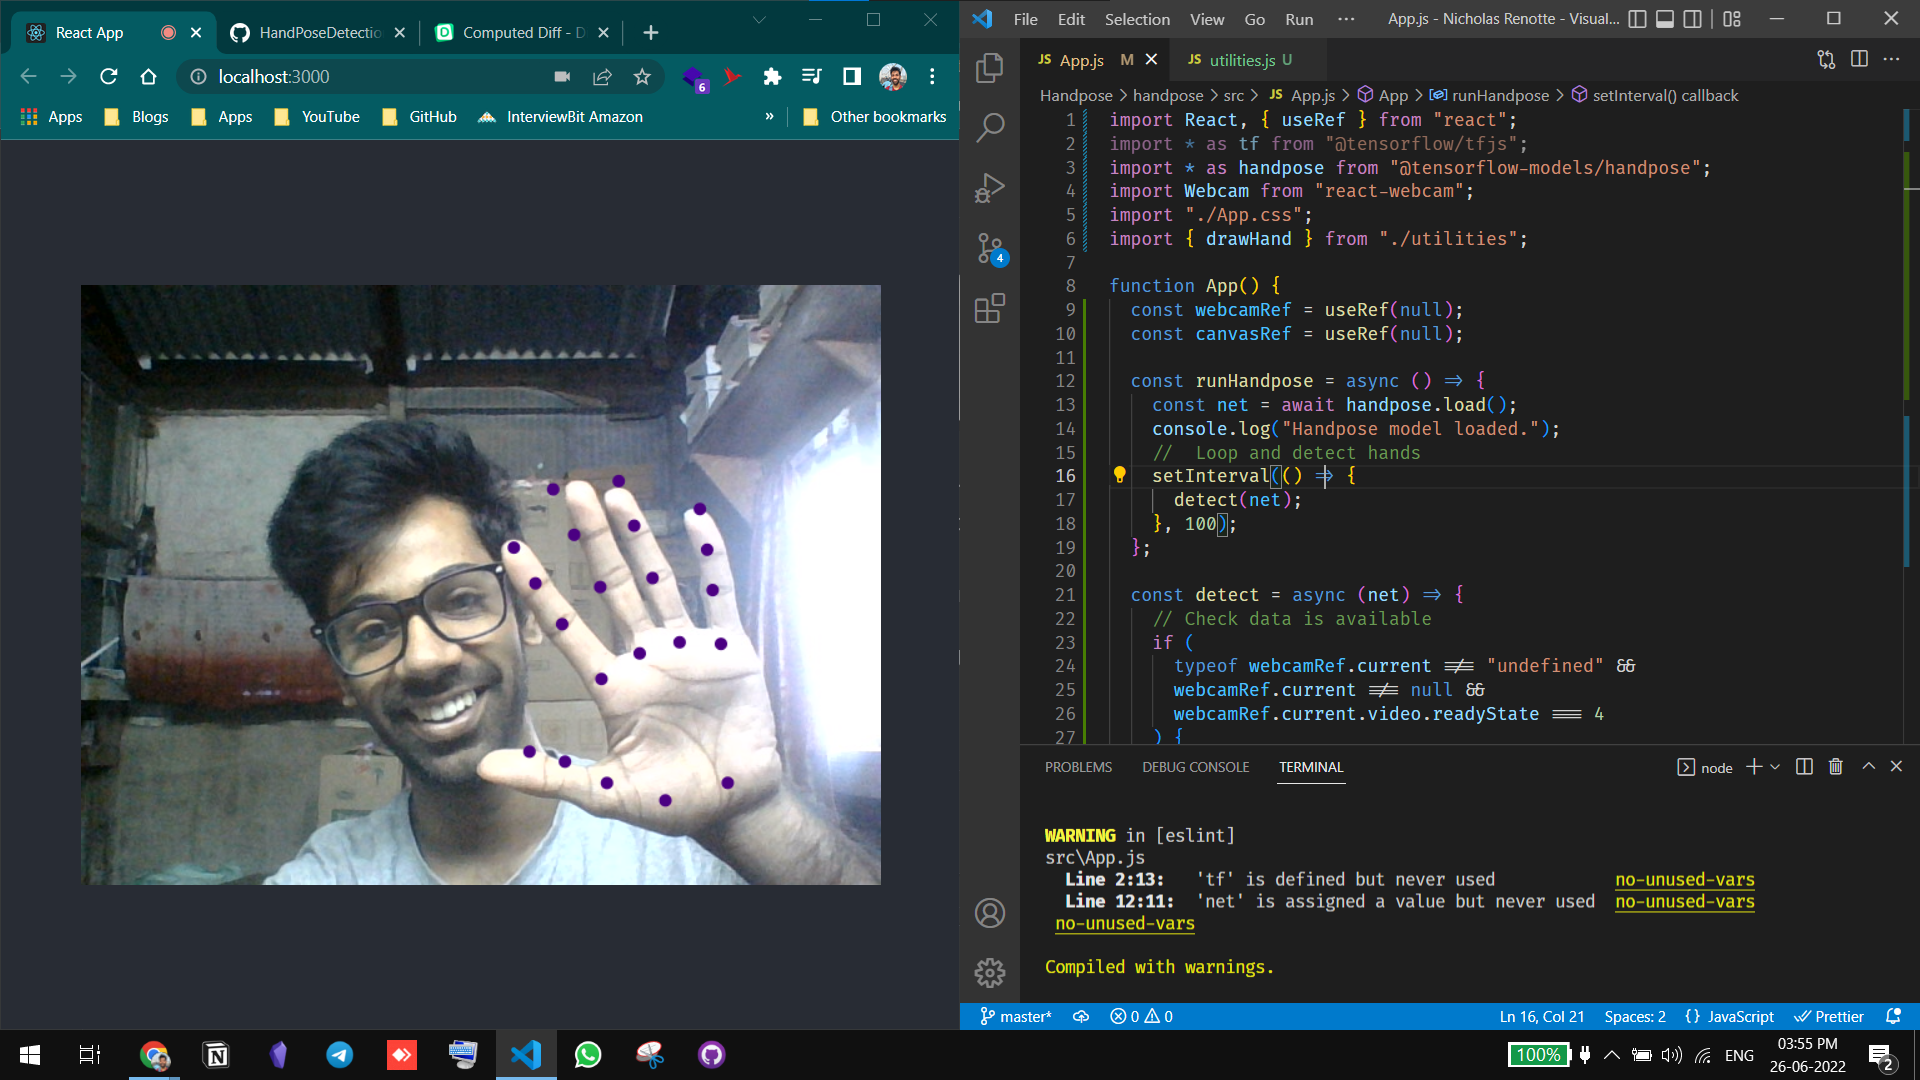 React App
HandPoseDetectio
Computed Diff - D
localhost:3000
6
Apps
Blogs
Apps
YouTube
GitHub
InterviewBit Amazon
»
Other bookmarks
File Edit Selection View Go Run ···
App.js - Nicholas Renotte - Visual...
JS App.js M
JS utilities.js U
Handpose > handpose > src > JS App.js > App > runHandpose > setInterval() callback
4
1 import React, { useRef } from "react";
2 import * as tf from "@tensorflow/tfjs";
3 import * as handpose from "@tensorflow-models/handpose";
4 import Webcam from "react-webcam";
5 import "./App.css";
6 import { drawHand } from "./utilities";
7
8 function App() {
9 const webcamRef = useRef(null);
10 const canvasRef = useRef(null);
11
12 const runHandpose = async () => {
13 const net = await handpose.load();
14 console.log("Handpose model loaded.");
15 //  Loop and detect hands
16 setInterval(() => {
17 detect(net);
18 }, 100);
19 };
20
21 const detect = async (net) => {
22 // Check data is available
23 if (
24 typeof webcamRef.current !== "undefined" &&
25 webcamRef.current !== null &&
26 webcamRef.current.video.readyState === 4
27 ) {
PROBLEMS DEBUG CONSOLE TERMINAL
node
WARNING in [eslint]
src\App.js
Line 2:13: 'tf' is defined but never used no-unused-vars
Line 12:11: 'net' is assigned a value but never used no-unused-vars
no-unused-vars
Compiled with warnings.
master*
0 0
Ln 16, Col 21
Spaces: 2
{ } JavaScript
Prettier
100%
ENG
03:55 PM
26-06-2022
2